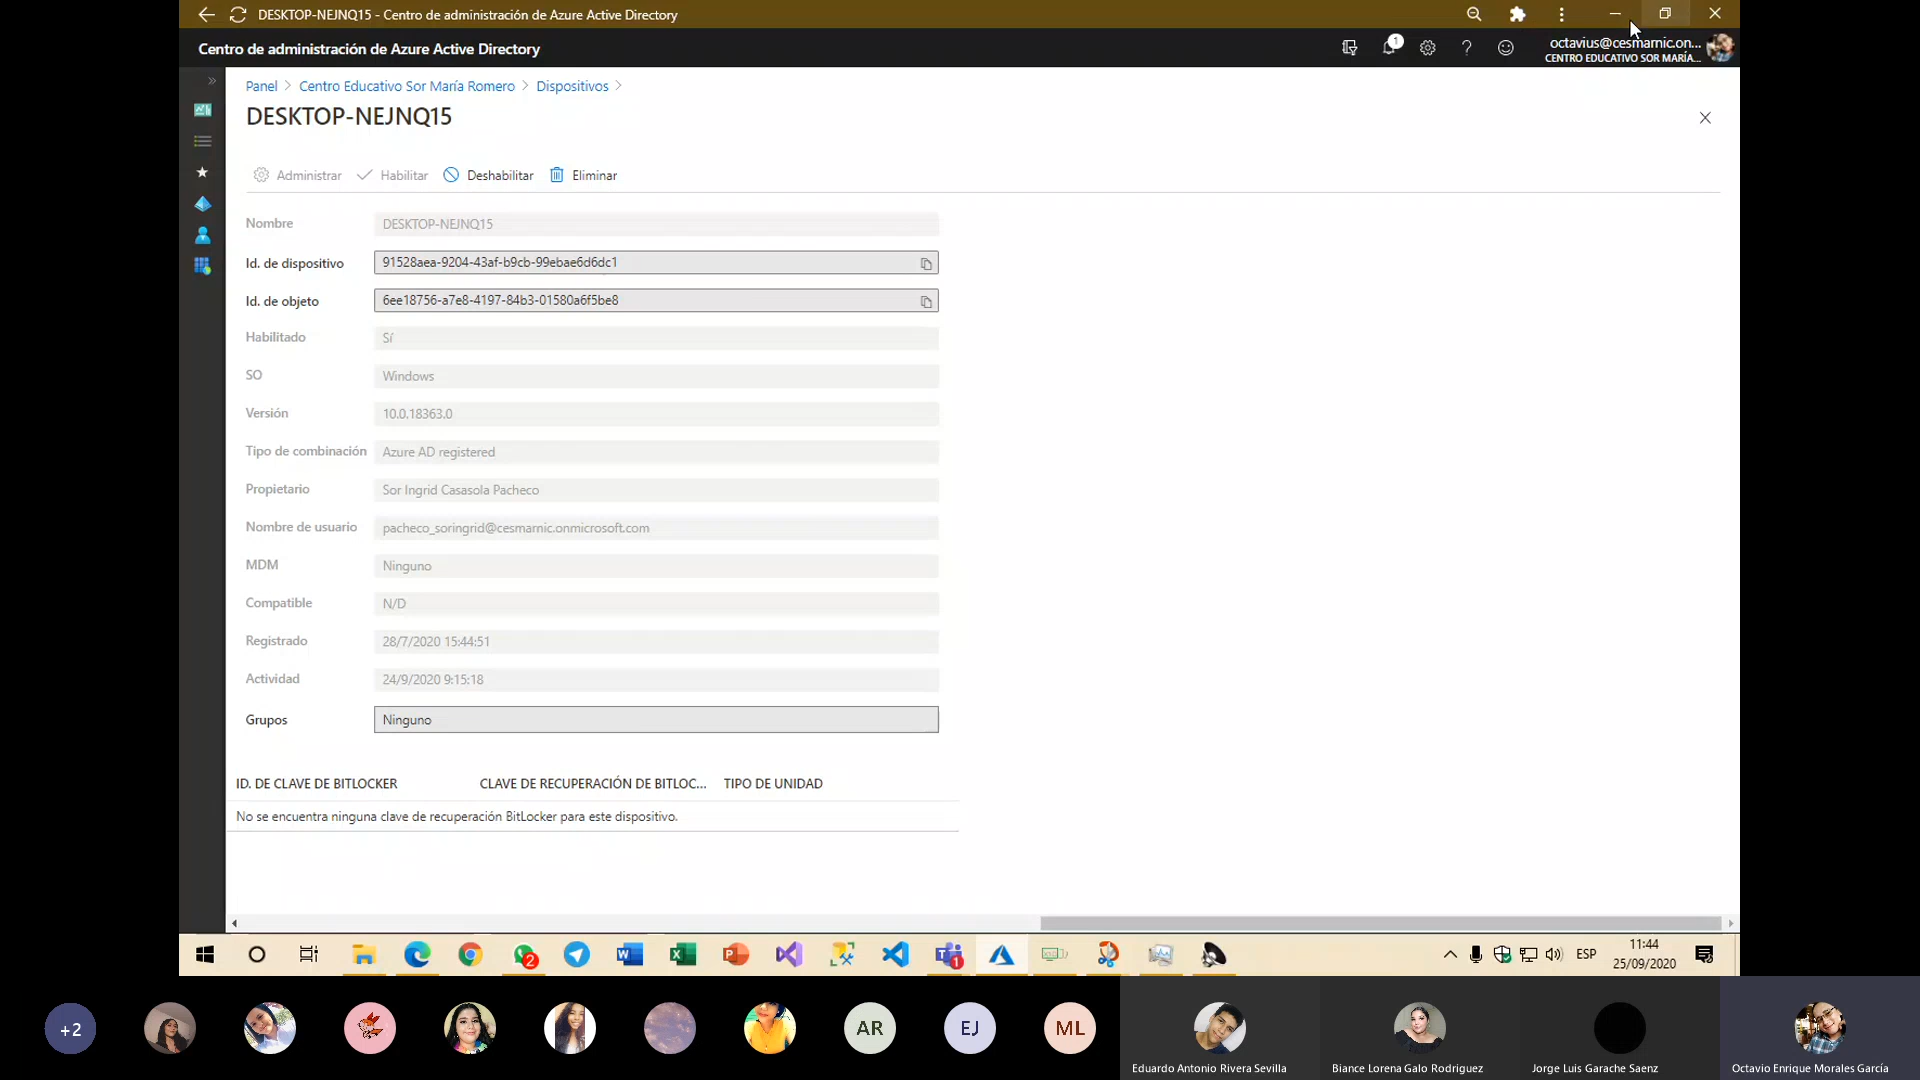 DESKTOP-NEJNQ15 - Centro de administración de Azure Active Directory
Centro de administración de Azure Active Directory
1
octavius@cesmarnic.on...
CENTRO EDUCATIVO SOR MARÍA...
Panel > Centro Educativo Sor María Romero > Dispositivos >
DESKTOP-NEJNQ15
Administrar Habilitar Deshabilitar Eliminar
Nombre DESKTOP-NEJNQ15
Id. de dispositivo 91528aea-9204-43af-b9cb-99ebae6d6dc1
Id. de objeto 6ee18756-a7e8-4197-84b3-01580a6f5be8
Habilitado Sí
SO Windows
Versión 10.0.18363.0
Tipo de combinación Azure AD registered
Propietario Sor Ingrid Casasola Pacheco
Nombre de usuario pacheco_soringrid@cesmarnic.onmicrosoft.com
MDM Ninguno
Compatible N/D
Registrado 28/7/2020 15:44:51
Actividad 24/9/2020 9:15:18
Grupos Ninguno
ID. DE CLAVE DE BITLOCKER CLAVE DE RECUPERACIÓN DE BITLOC... TIPO DE UNIDAD
No se encuentra ninguna clave de recuperación BitLocker para este dispositivo.
2
1
ESP
11:44
25/09/2020
+2
AR
EJ
ML
Eduardo Antonio Rivera Sevilla
Biance Lorena Galo Rodriguez
Jorge Luis Garache Saenz
Octavio Enrique Morales García